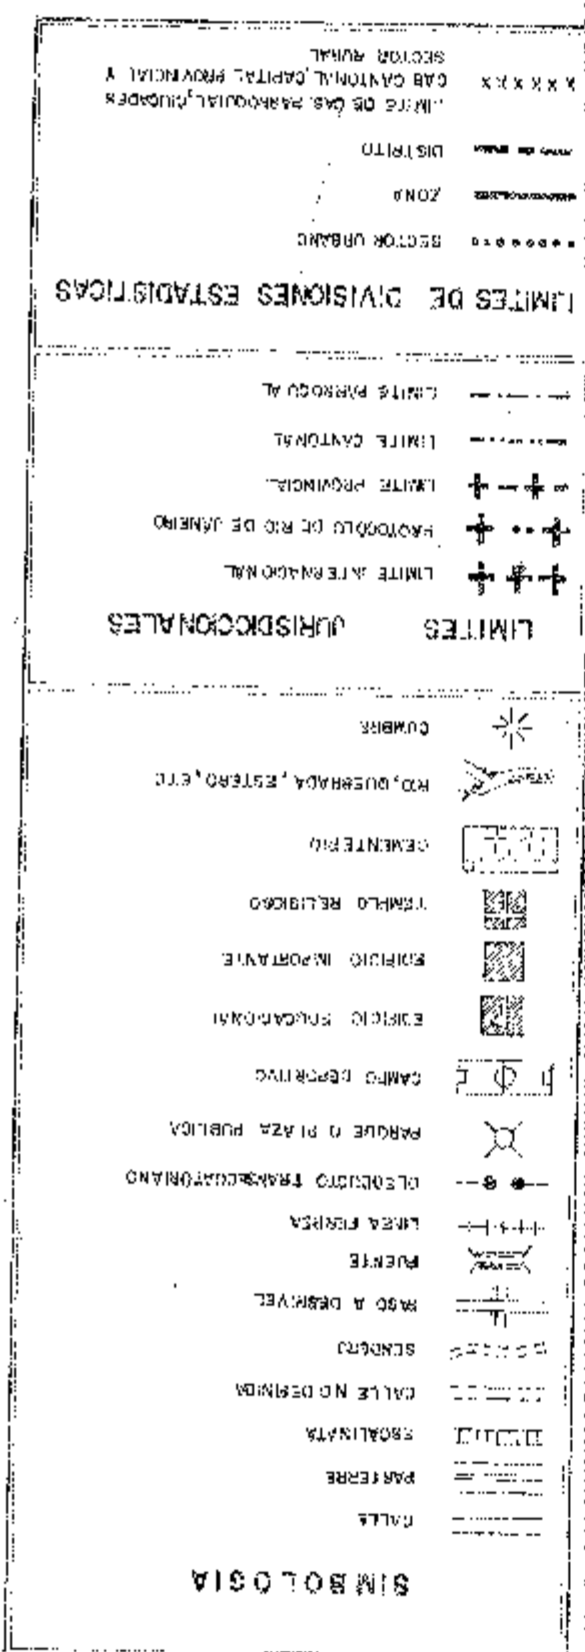 SIMBOLOGIA
CALLE
PARTERRE
ESCALINATA
CALLE NO DEFINIDA
SENDERO
PASO A DESNIVEL
PUENTE
LINEA FERREA
OLEODUCTO TRANSECUATORIANO
PARQUE O PLAZA PUBLICA
CAMPO DEPORTIVO
EDIFICIO EDUCACIONAL
EDIFICIO IMPORTANTE
TEMPLO RELIGIOSO
CEMENTERIO
RIO, QUEBRADA, ESTERO, ETC
CUMBRE
LIMITES JURISDICCIONALES
LIMITE INTERNACIONAL
PROTOCOLO DE RIO DE JANEIRO
LIMITE PROVINCIAL
LIMITE CANTONAL
LIMITE PARROQUIAL
LIMITES DE DIVISIONES ESTADISTICAS
SECTOR URBANO
ZONA
DISTRITO
LIMITE DE CAB. PARROQUIAL, CIUDADES
X X X X X CAB CANTONAL, CAPITAL PROVINCIAL Y
SECTOR RURAL